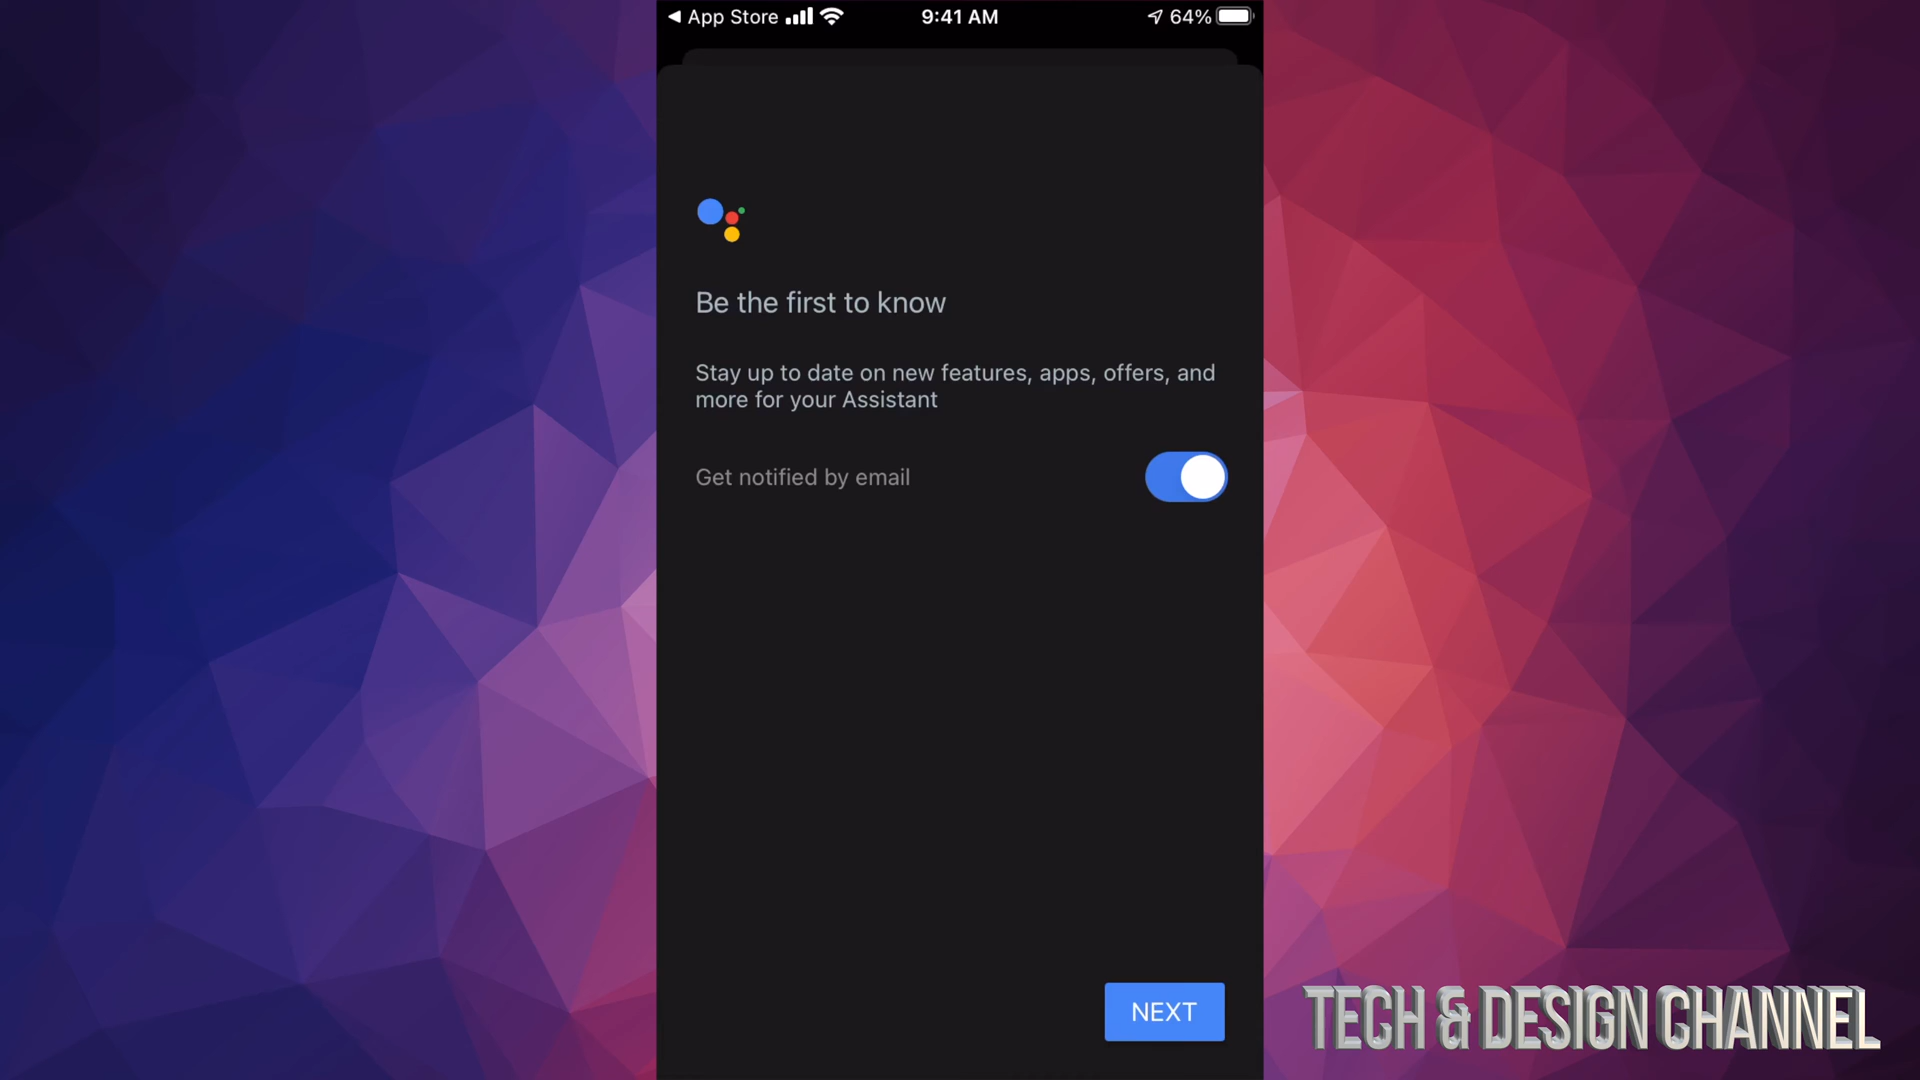 App Store
9:41 AM
64%
Be the first to know
Stay up to date on new features, apps, offers, and
more for your Assistant
Get notified by email
NEXT
TECH & DESIGN CHANNEL